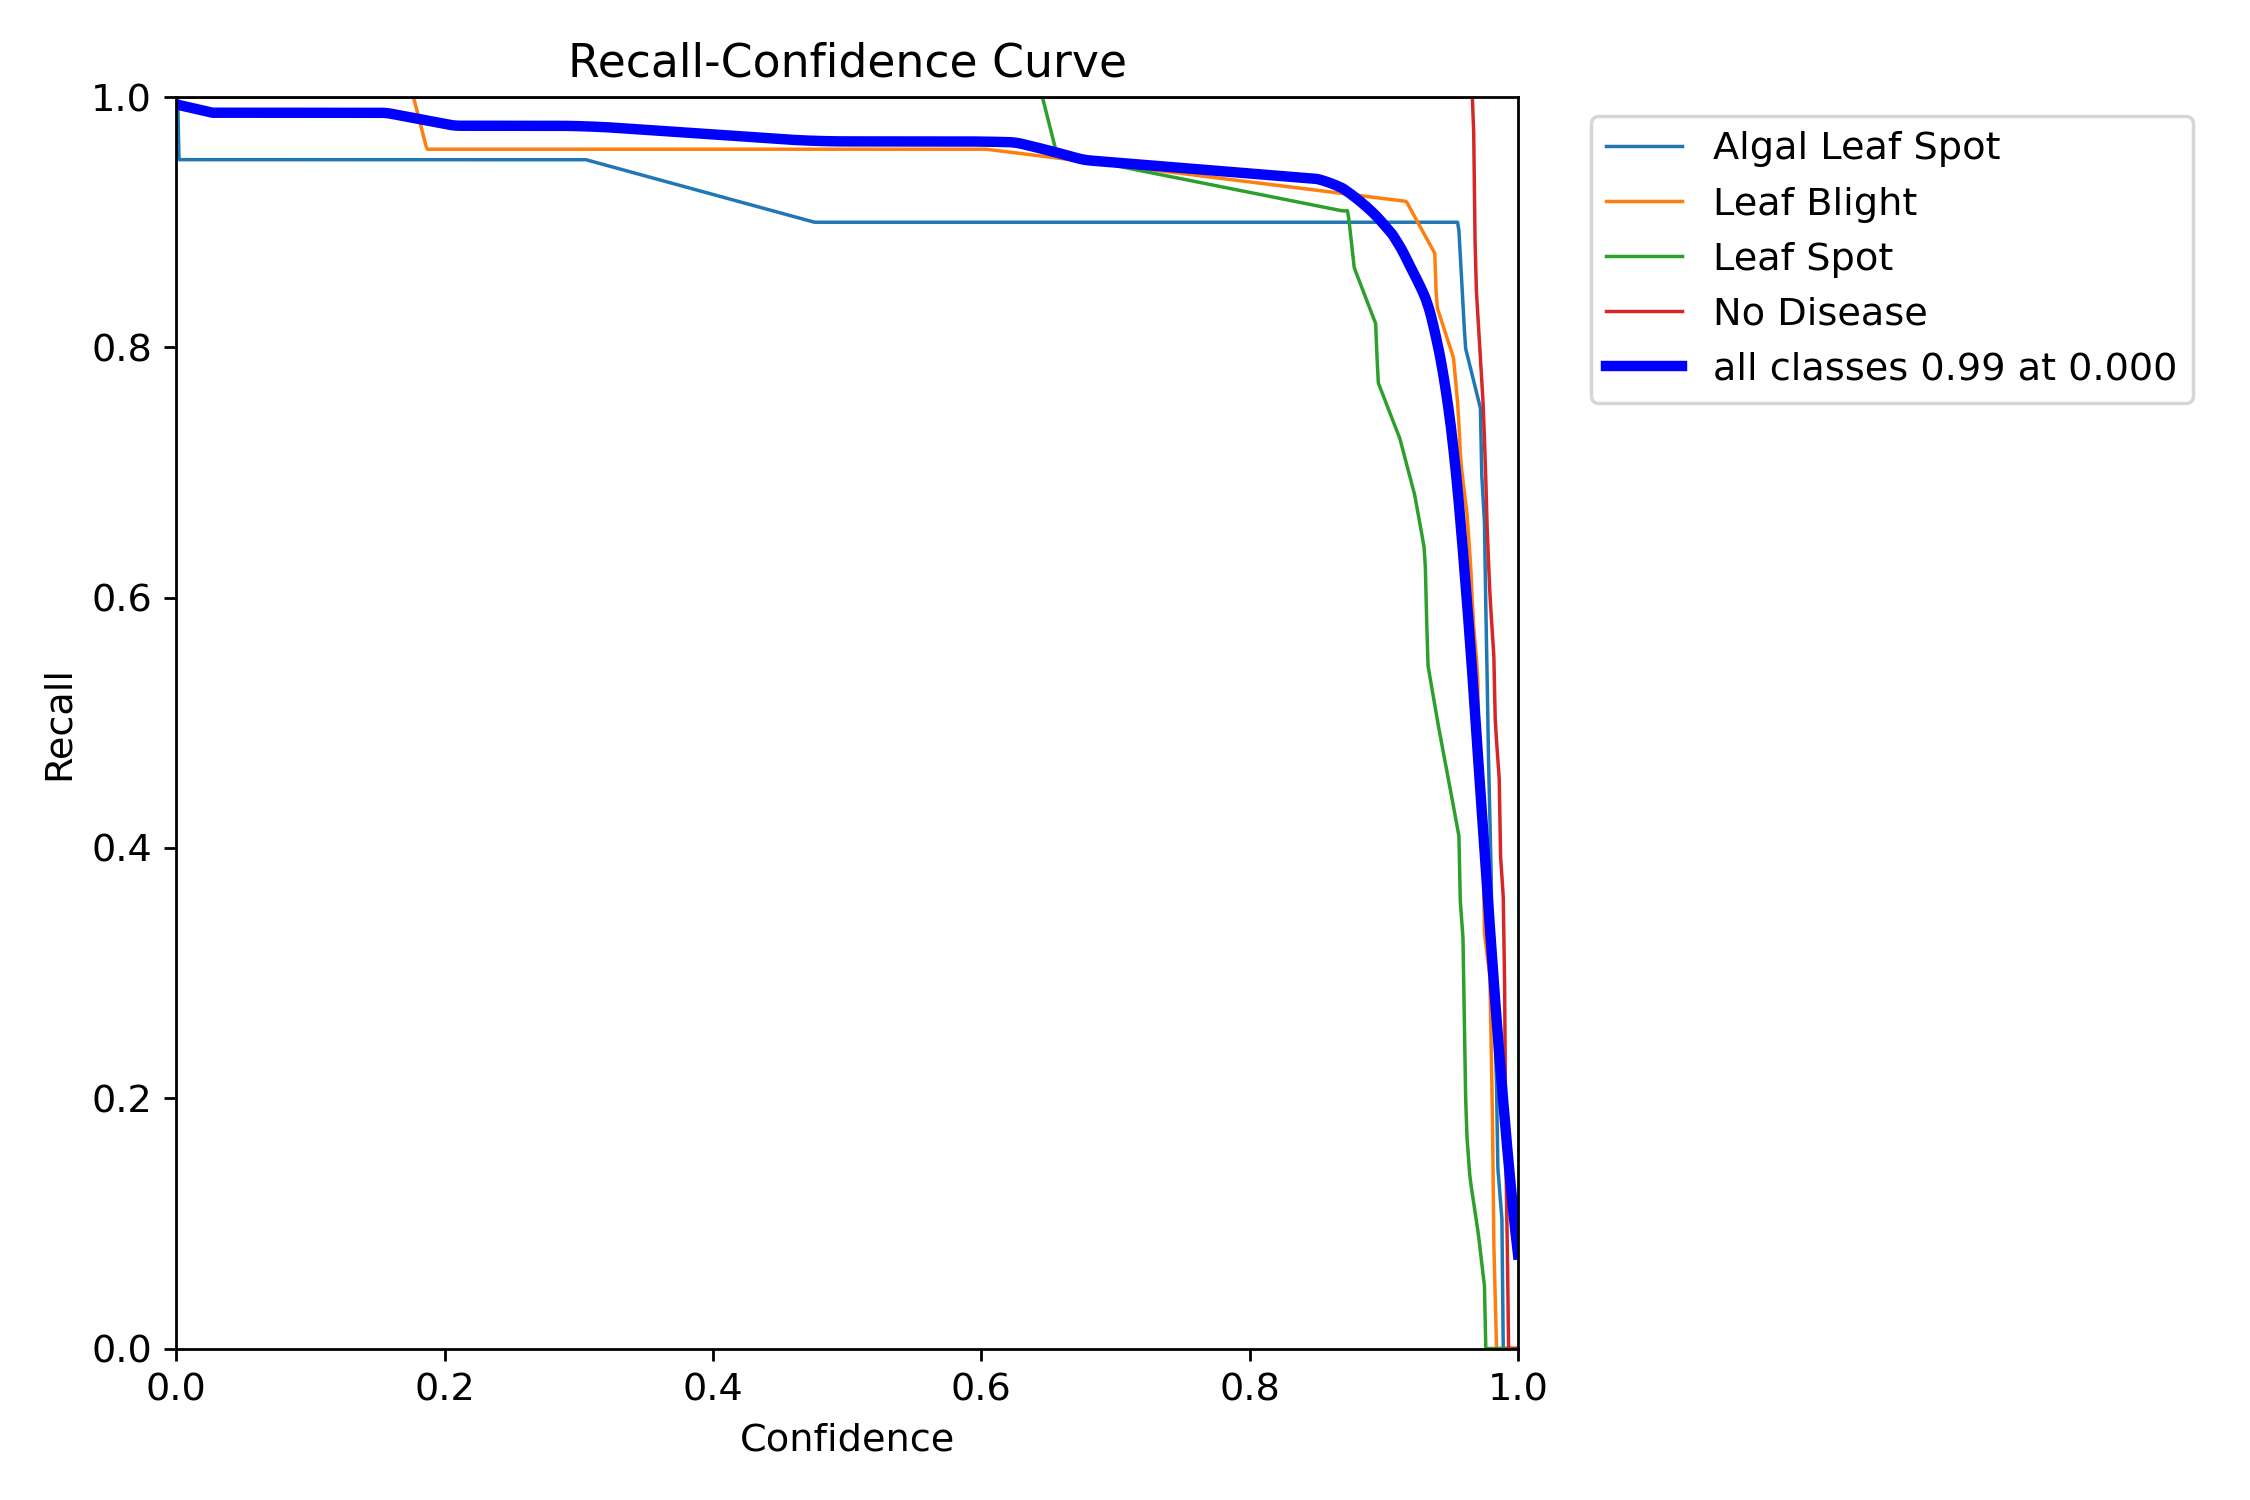 Recall-Confidence Curve
1.0
0.8
0.6
0.4
0.2
0.0
Recall
0.0 0.2 0.4 0.6 0.8 1.0
Confidence
Algal Leaf Spot
Leaf Blight
Leaf Spot
No Disease
all classes 0.99 at 0.000